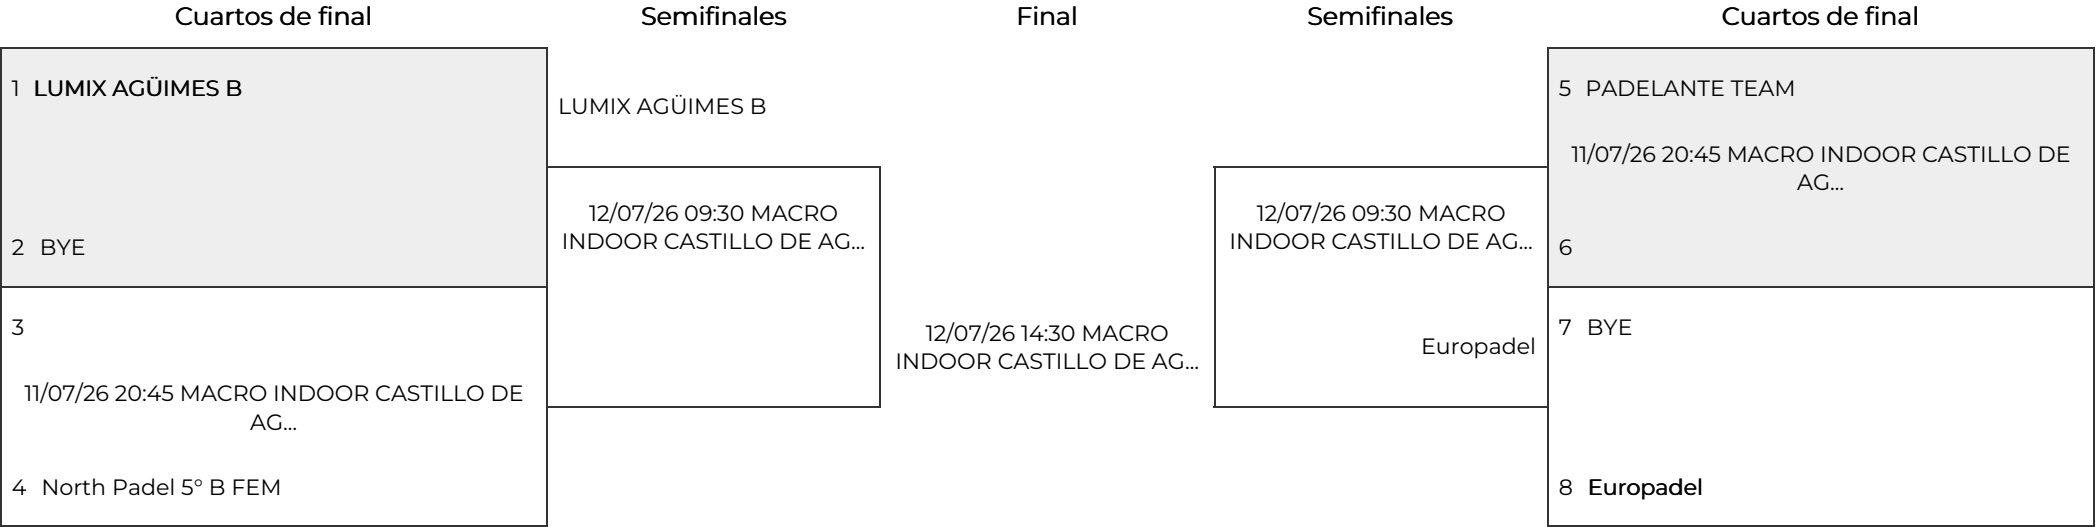 Cuartos de final
Semifinales
Final
Semifinales
Cuartos de final
1 LUMIX AGÜIMES B
2 BYE
3
11/07/26 20:45 MACRO INDOOR CASTILLO DE
AG...
4 North Padel 5º B FEM
LUMIX AGÜIMES B
12/07/26 09:30 MACRO
INDOOR CASTILLO DE AG...
12/07/26 14:30 MACRO
INDOOR CASTILLO DE AG...
12/07/26 09:30 MACRO
INDOOR CASTILLO DE AG...
Europadel
5 PADELANTE TEAM
11/07/26 20:45 MACRO INDOOR CASTILLO DE
AG...
6
7 BYE
8 Europadel